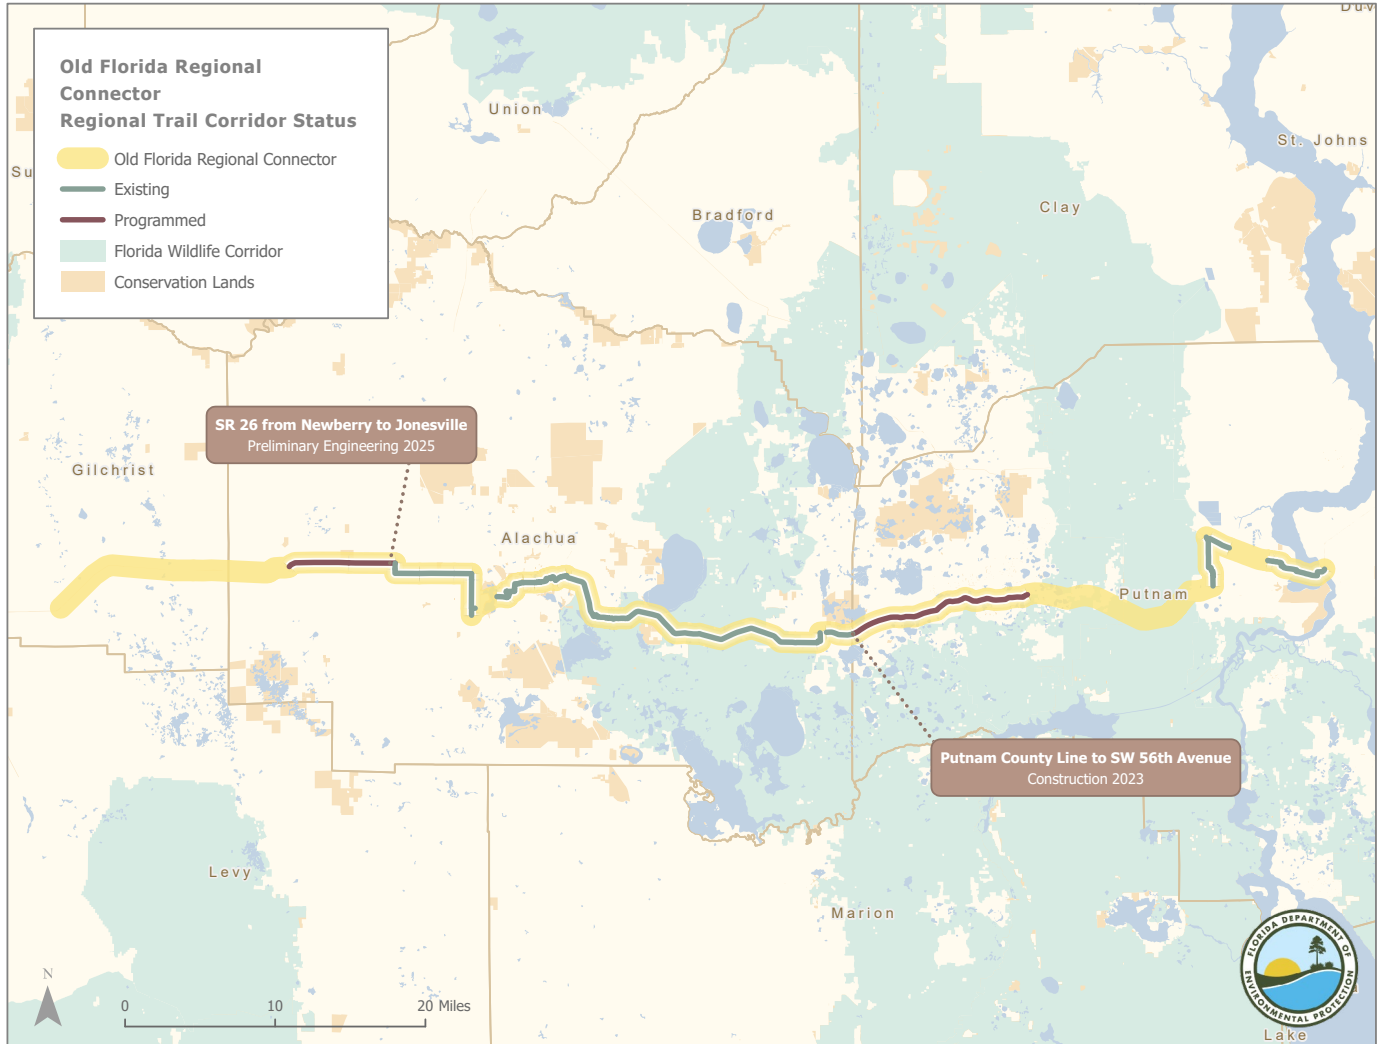 Duv
Old Florida Regional
Connector
Regional Trail Corridor Status
Old Florida Regional Connector
Existing
Programmed
Florida Wildlife Corridor
Conservation Lands
Su
Union
St. Johns
Clay
Bradford
SR 26 from Newberry to Jonesville
Preliminary Engineering 2025
Gilchrist
Alachua
Putnam
Putnam County Line to SW 56th Avenue
Construction 2023
Levy
Marion
N
0 10 20 Miles
FLORIDA DEPARTMENT OF
ENVIRONMENTAL PROTECTION
Lake